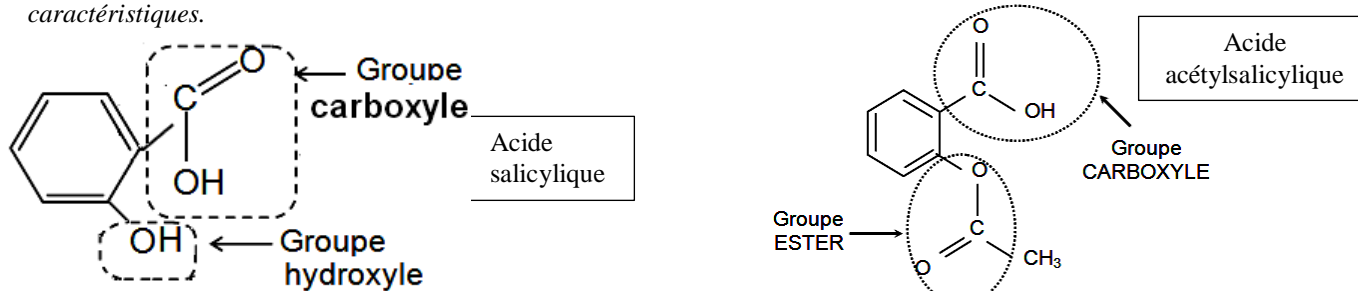 caractéristiques.
O
C
OH
OH
Groupe
carboxyle
Groupe
hydroxyle
Acide
salicylique
O
C
OH
O
C
O
CH3
Groupe
CARBOXYLE
Groupe
ESTER
Acide
acétylsalicylique